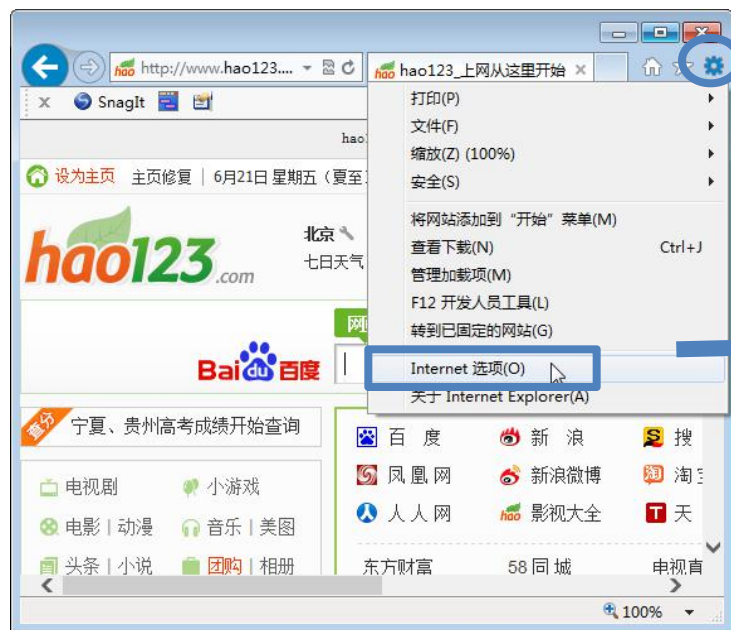 http://www.hao123....
hao123_上网从这里开始
x SnagIt
打印(P)
文件(F)
缩放(Z) (100%)
安全(S)
将网站添加到“开始”菜单(M)
查看下载(N) Ctrl+J
管理加载项(M)
F12 开发人员工具(L)
转到已固定的网站(G)
Internet 选项(O)
关于 Internet Explorer(A)
hao
设为主页 主页修复 | 6月21日 星期五 (夏至
hao123.com
北京
七日天气
Bai du 百度
查分 宁夏、贵州高考成绩开始查询
电视剧 小游戏
电影 | 动漫 音乐 | 美图
头条 | 小说 团购 | 相册
百 度 新 浪 搜
凤凰网 新浪微博 淘
人人网 影视大全 天
东方财富 58同城 电视直
100%